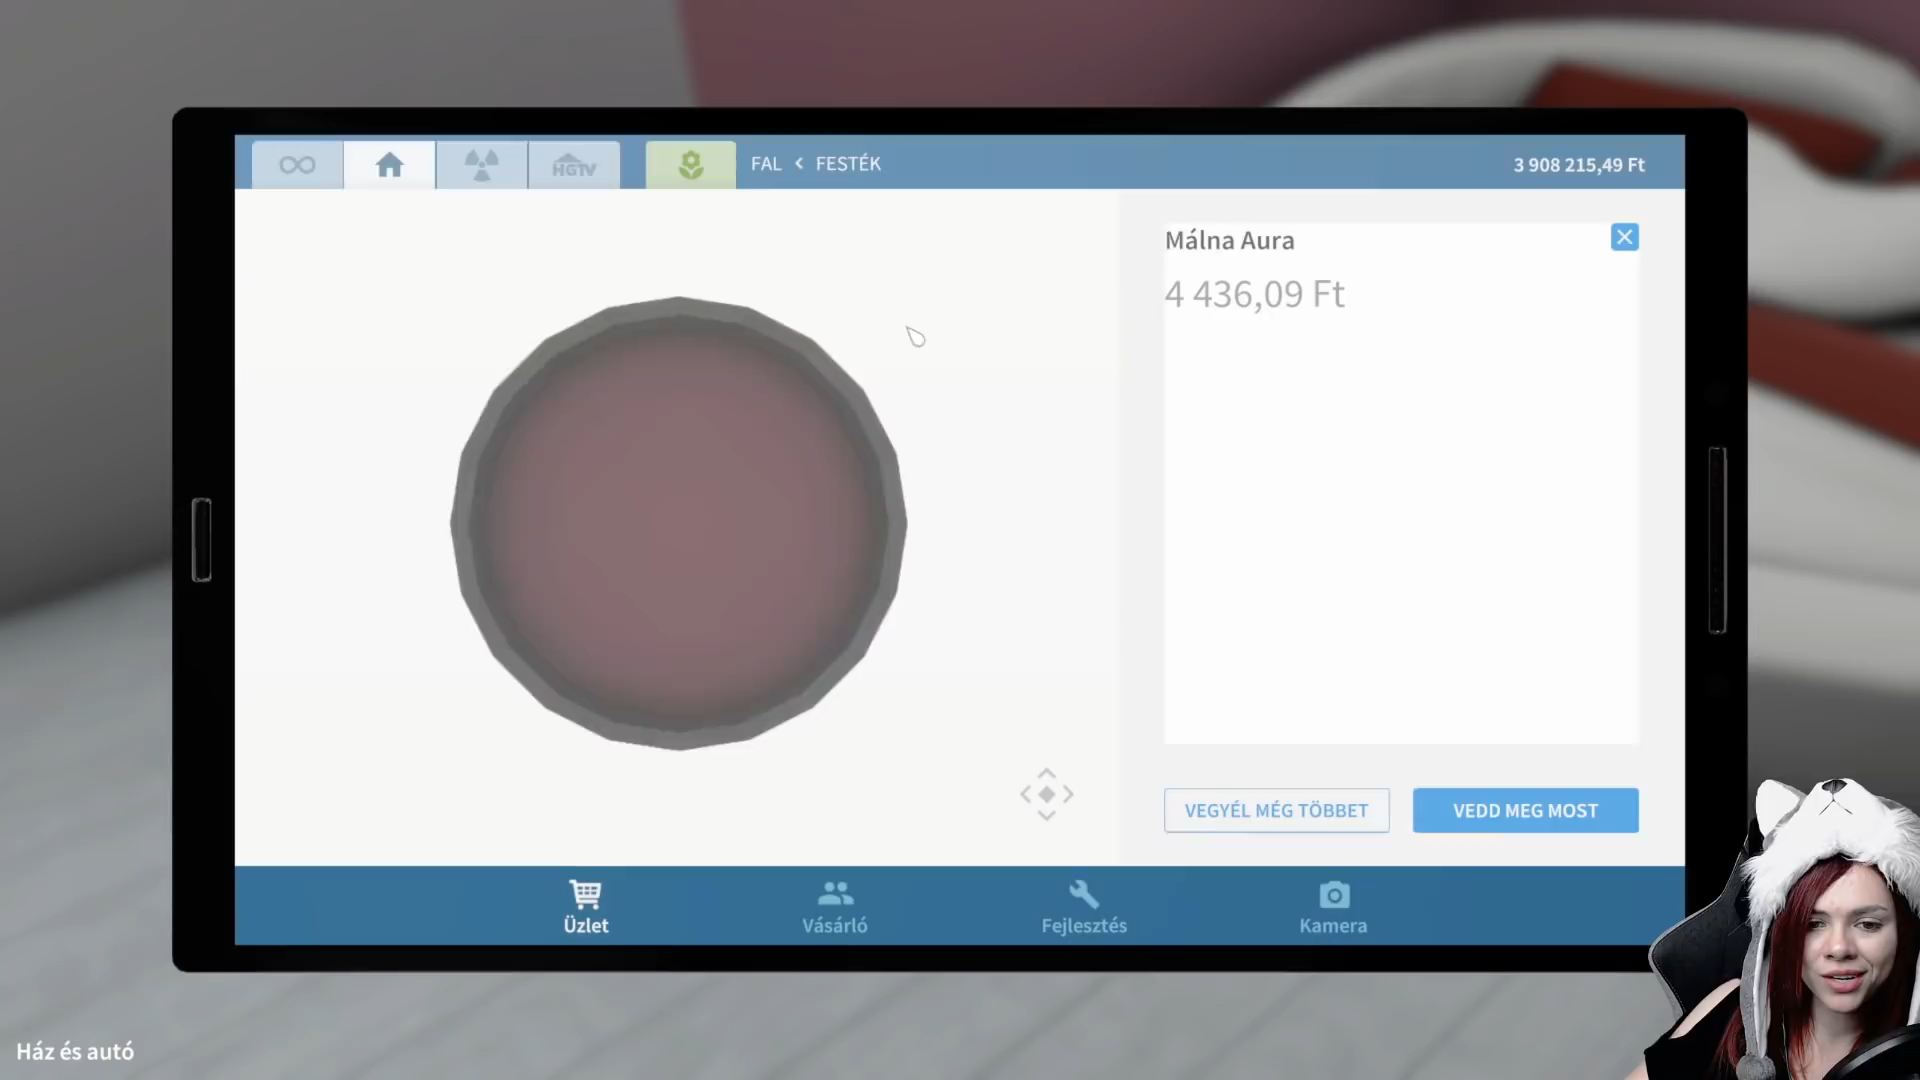 HGTV
FAL < FESTÉK
3 908 215,49 Ft
Málna Aura
4 436,09 Ft
VEGYÉL MÉG TÖBBET
VEDD MEG MOST
Üzlet
Vásárló
Fejlesztés
Kamera
Ház és autó